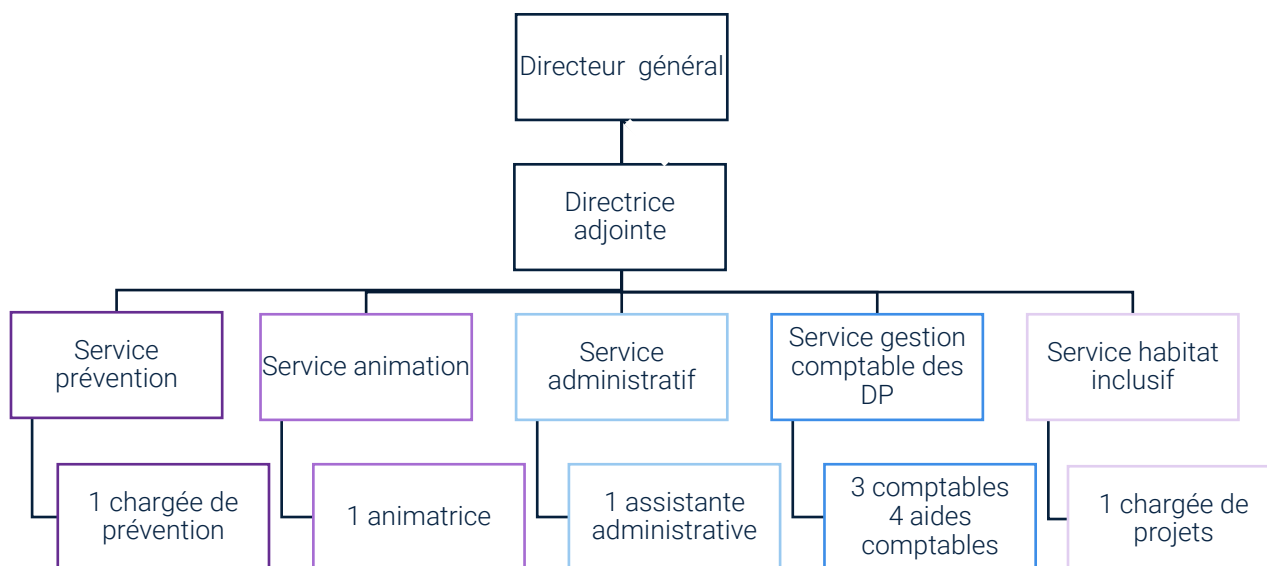 Directeur général
Directrice
adjointe
Service
prévention
Service animation
Service
administratif
Service gestion
comptable des
DP
Service habitat
inclusif
1 chargée de
prévention
1 animatrice
1 assistante
administrative
3 comptables
4 aides
comptables
1 chargée de
projets